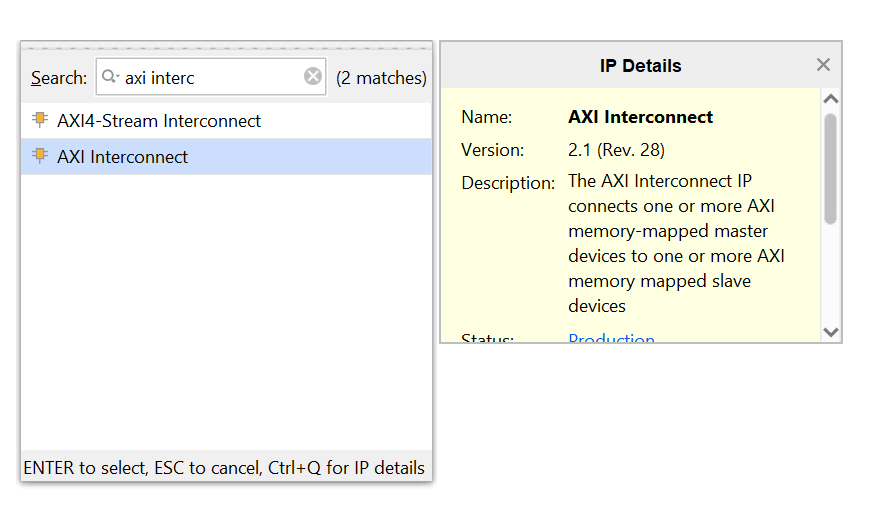 Search: axi interc (2 matches)
AXI4-Stream Interconnect
AXI Interconnect
ENTER to select, ESC to cancel, Ctrl+Q for IP details
IP Details
Name: AXI Interconnect
Version: 2.1 (Rev. 28)
Description: The AXI Interconnect IP
connects one or more AXI
memory-mapped master
devices to one or more AXI
memory mapped slave
devices
Status: Production